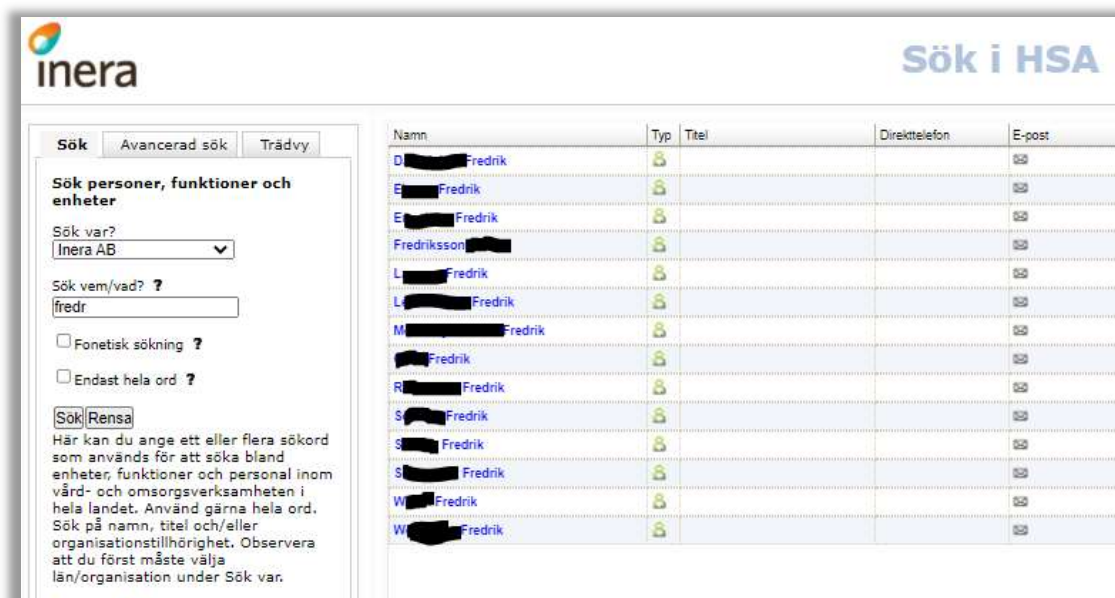 inera
Sök i HSA
Sök Avancerad sök Trädvy
Sök personer, funktioner och
enheter
Sök var?
Inera AB
Sök vem/vad? ?
fredr
Fonetisk sökning ?
Endast hela ord ?
Sök Rensa
Här kan du ange ett eller flera sökord
som används för att söka bland
enheter, funktioner och personal inom
vård- och omsorgsverksamheten i
hela landet. Använd gärna hela ord.
Sök på namn, titel och/eller
organisationstillhörighet. Observera
att du först måste välja
län/organisation under Sök var.
Namn Typ Titel Direkttelefon E-post
Fredrik
Fredrik
Fredrik
Fredriksson
Fredrik
Fredrik
Fredrik
Fredrik
Fredrik
Fredrik
Fredrik
Fredrik
Fredrik
Fredrik